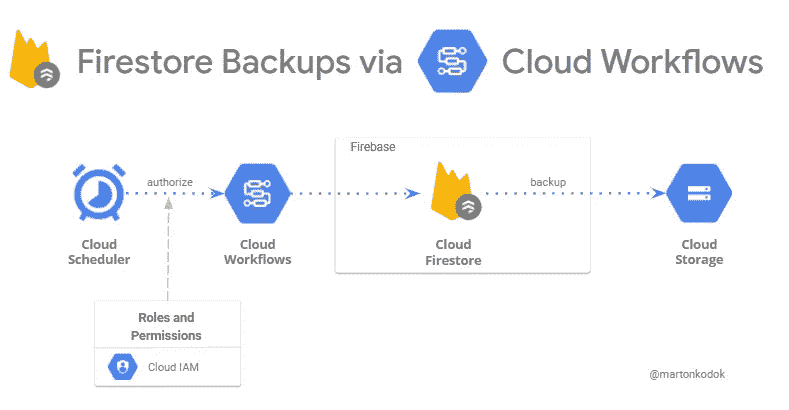 Firestore Backups via Cloud Workflows
Firebase
authorize
backup
Cloud
Scheduler
Cloud
Workflows
Cloud
Firestore
Cloud
Storage
Roles and
Permissions
Cloud IAM
@martonkodok